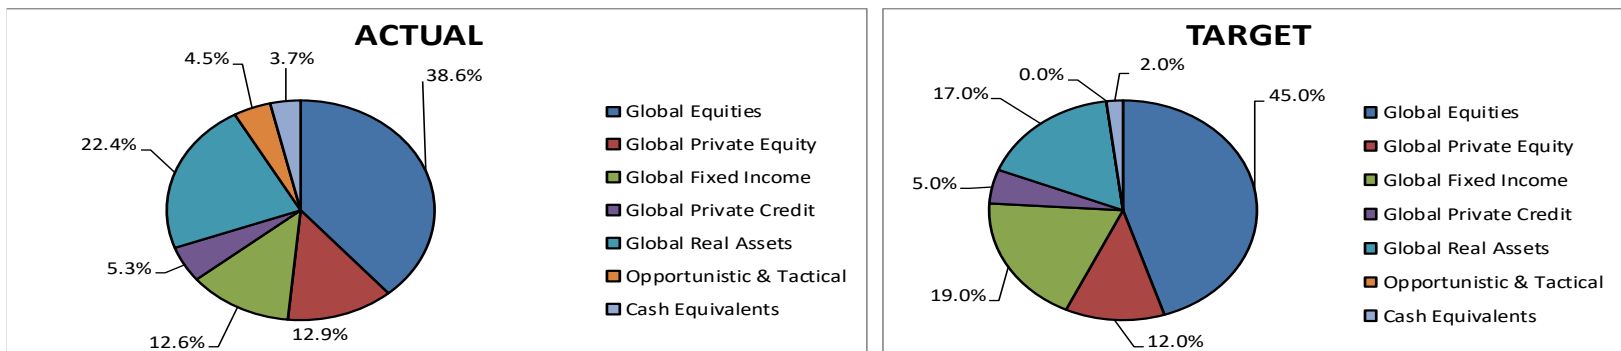 ACTUAL
4.5%
3.7%
38.6%
22.4%
5.3%
12.6%
12.9%
Global Equities
Global Private Equity
Global Fixed Income
Global Private Credit
Global Real Assets
Opportunistic & Tactical
Cash Equivalents
TARGET
0.0%
2.0%
17.0%
45.0%
5.0%
19.0%
12.0%
Global Equities
Global Private Equity
Global Fixed Income
Global Private Credit
Global Real Assets
Opportunistic & Tactical
Cash Equivalents